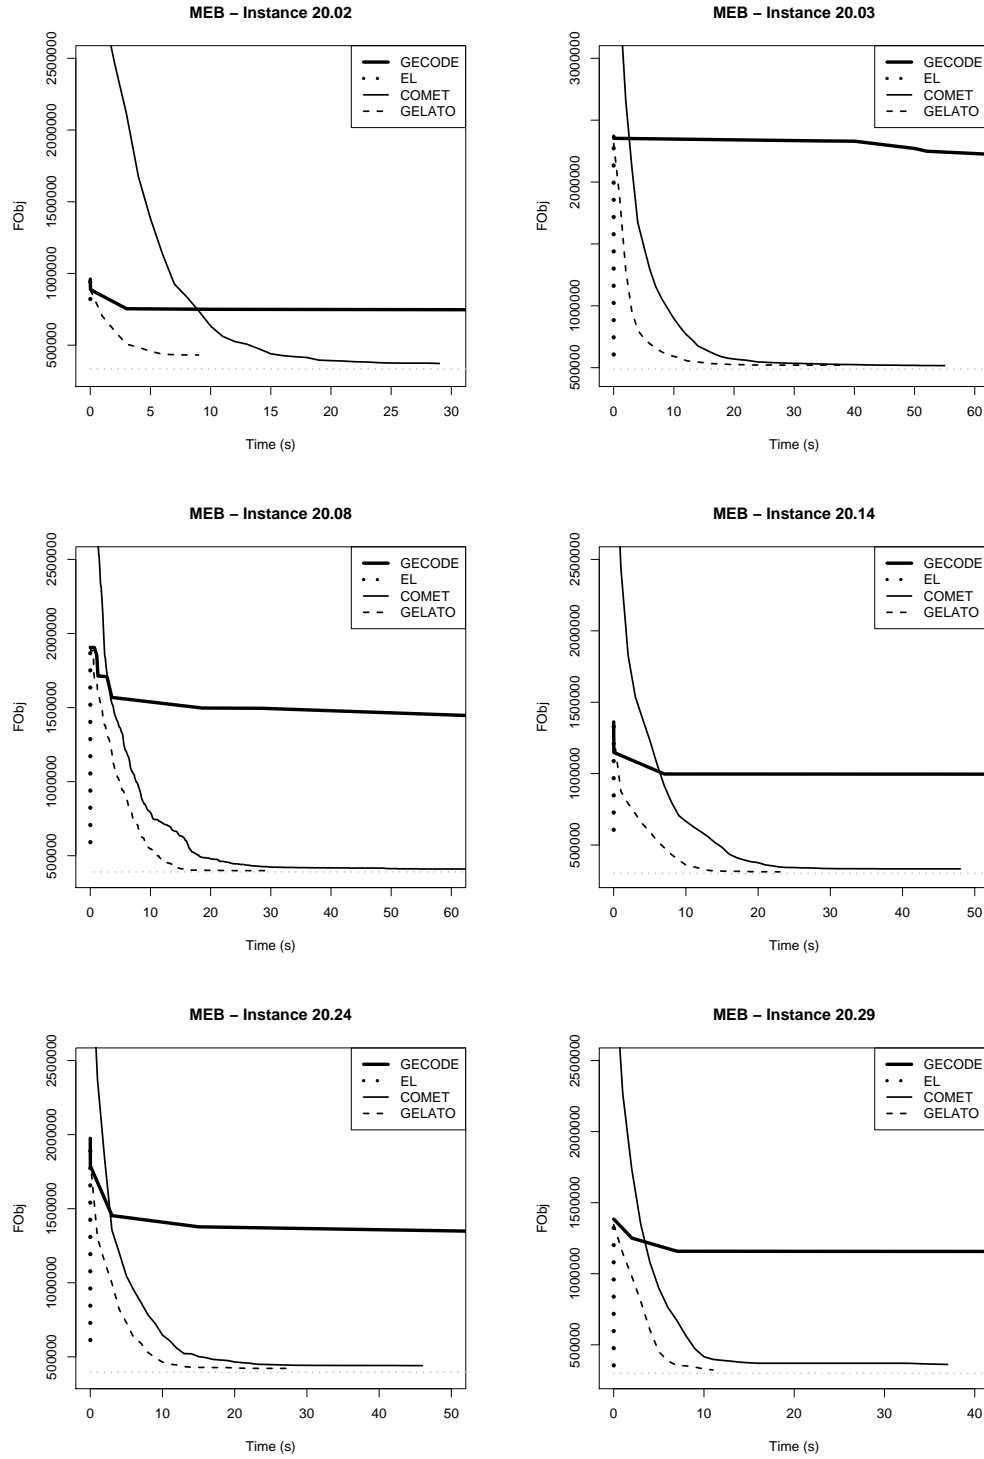 MEB – Instance 20.02
FObj
500000 1000000 1500000 2000000 2500000
GECODE
EL
COMET
GELATO
0 5 10 15 20 25 30
Time (s)
MEB – Instance 20.03
FObj
500000 1000000 2000000 3000000
GECODE
EL
COMET
GELATO
0 10 20 30 40 50 60
Time (s)
MEB – Instance 20.08
FObj
500000 1000000 1500000 2000000 2500000
GECODE
EL
COMET
GELATO
0 10 20 30 40 50 60
Time (s)
MEB – Instance 20.14
FObj
500000 1000000 1500000 2000000 2500000
GECODE
EL
COMET
GELATO
0 10 20 30 40 50
Time (s)
MEB – Instance 20.24
FObj
500000 1000000 1500000 2000000 2500000
GECODE
EL
COMET
GELATO
0 10 20 30 40 50
Time (s)
MEB – Instance 20.29
FObj
500000 1000000 1500000 2000000 2500000
GECODE
EL
COMET
GELATO
0 10 20 30 40
Time (s)